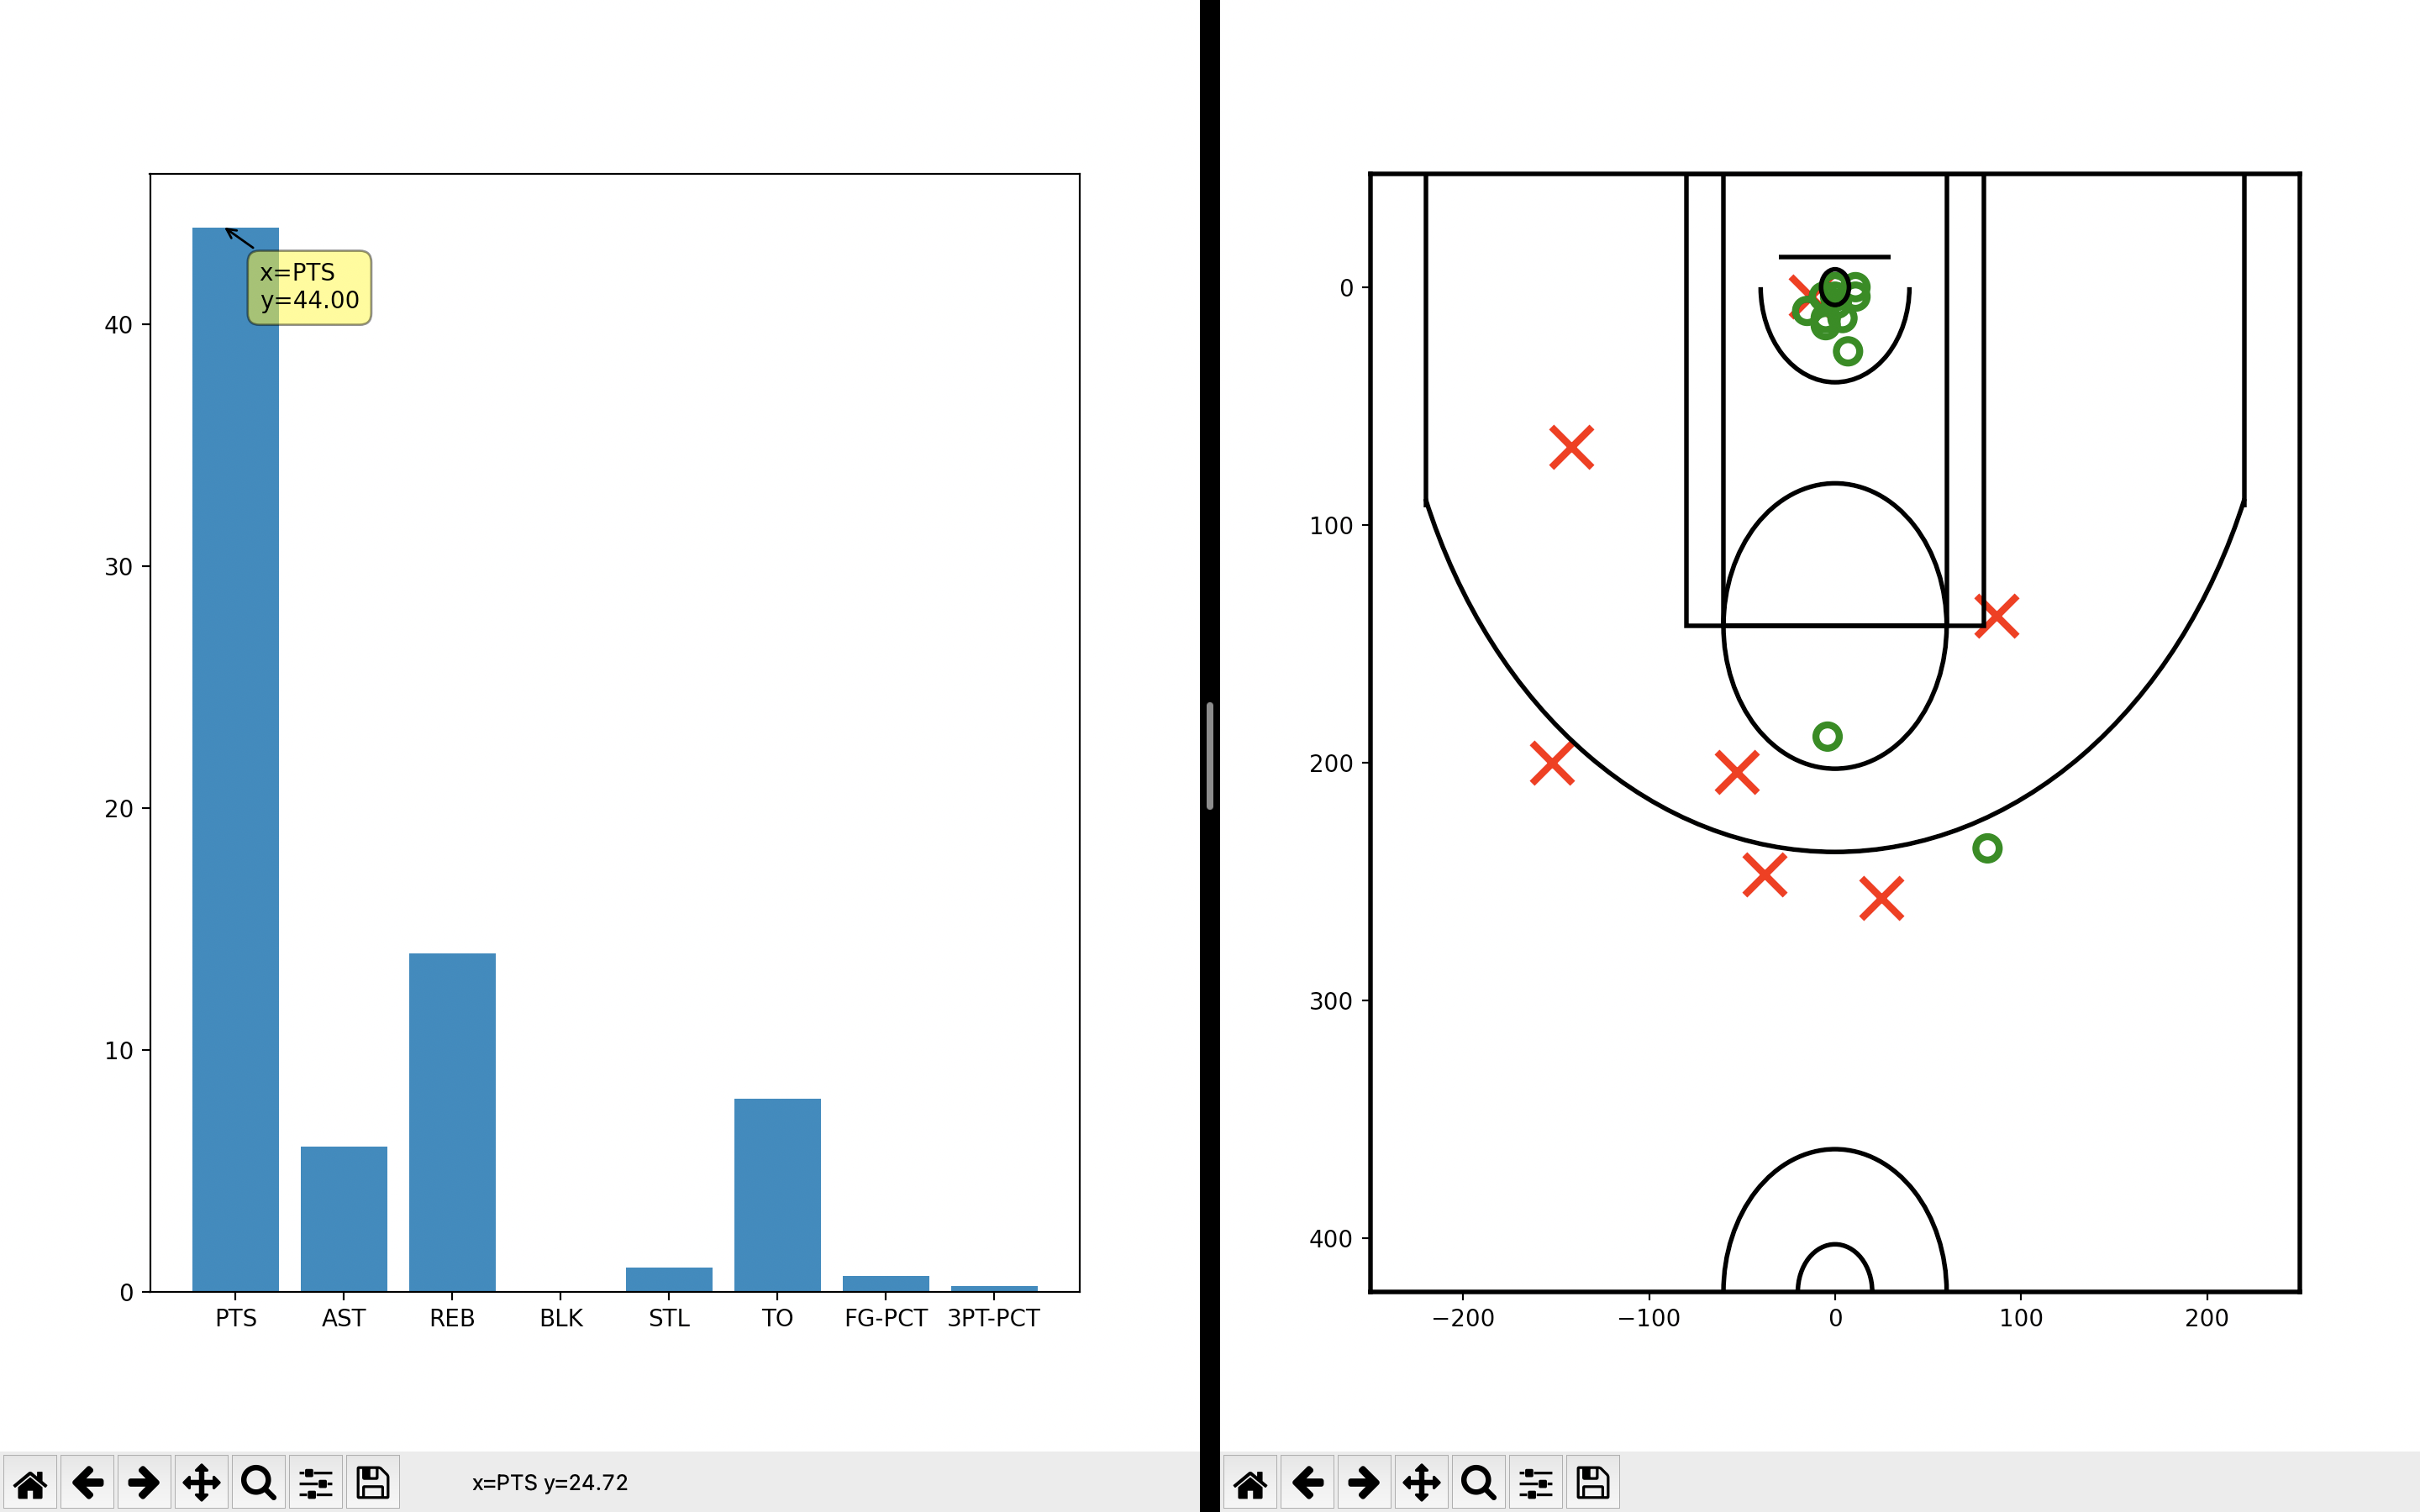 x=PTS
y=44.00
40
30
20
10
0
PTS AST REB BLK STL TO FG-PCT 3PT-PCT
x=PTS y=24.72
0
100
200
300
400
−200 −100 0 100 200